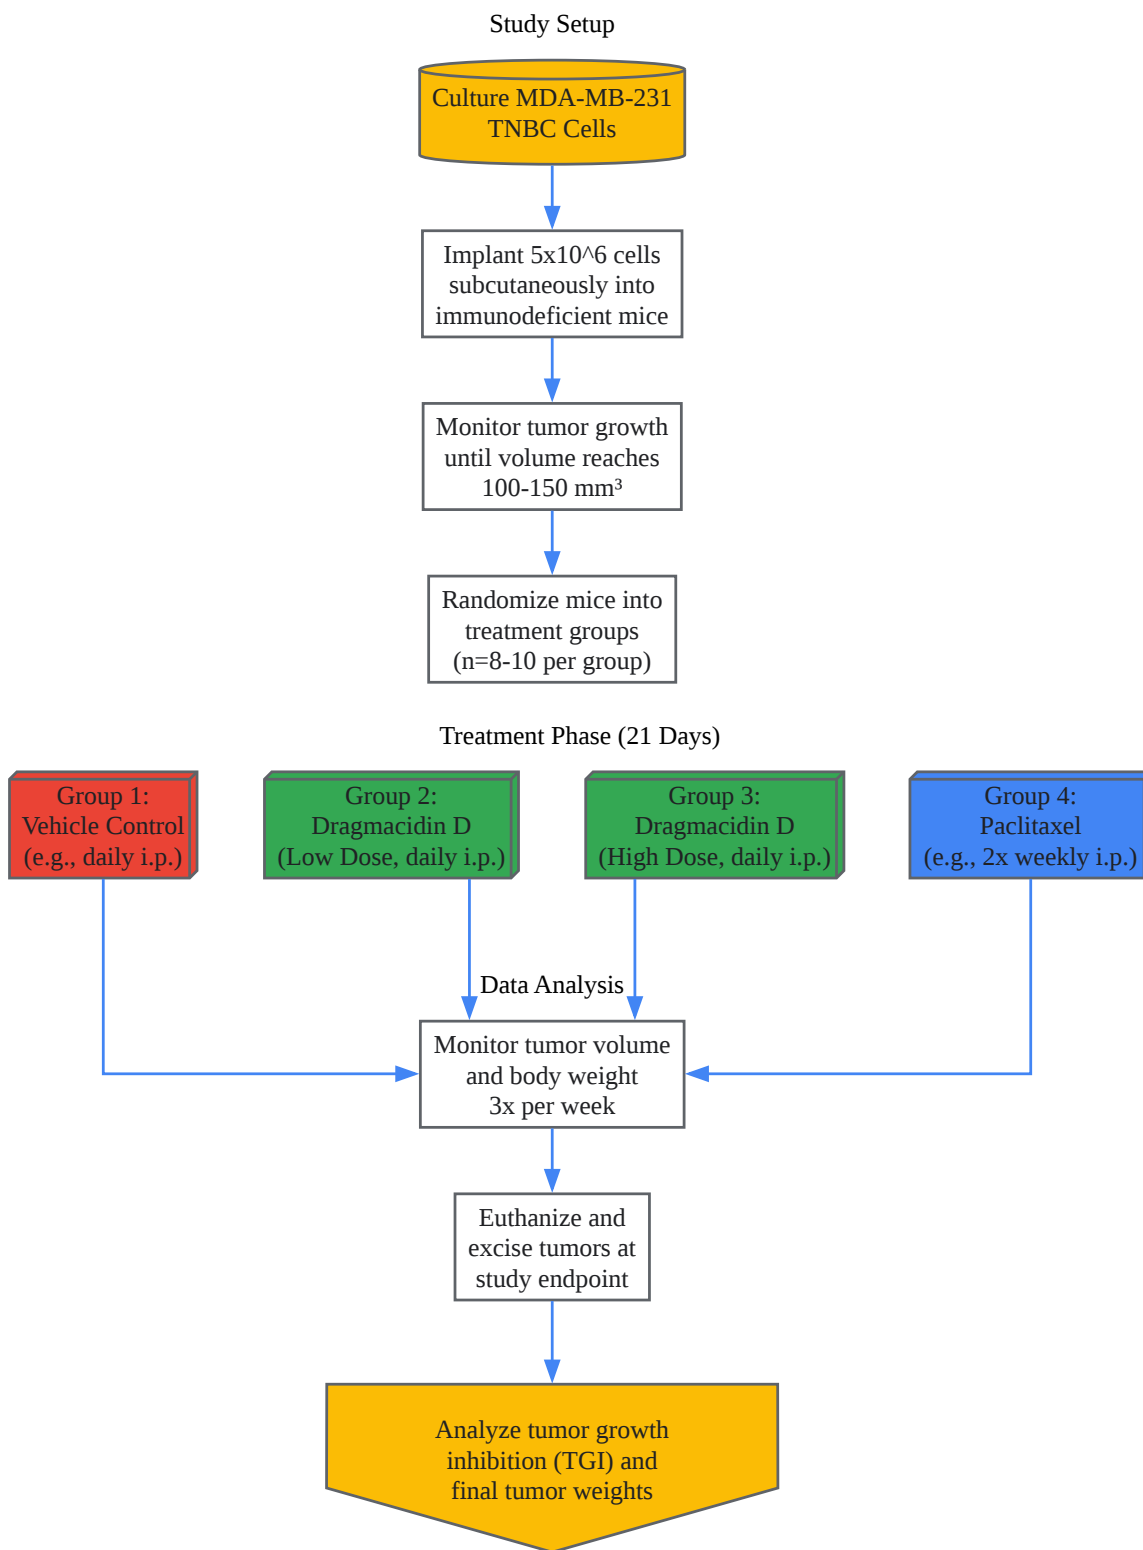 Study Setup
Culture MDA-MB-231
TNBC Cells
Implant 5x10^6 cells
subcutaneously into
immunodeficient mice
Monitor tumor growth
until volume reaches
100-150 mm³
Randomize mice into
treatment groups
(n=8-10 per group)
Treatment Phase (21 Days)
Group 1:
Vehicle Control
(e.g., daily i.p.)
Group 2:
Dragmacidin D
(Low Dose, daily i.p.)
Group 3:
Dragmacidin D
(High Dose, daily i.p.)
Group 4:
Paclitaxel
(e.g., 2x weekly i.p.)
Data Analysis
Monitor tumor volume
and body weight
3x per week
Euthanize and
excise tumors at
study endpoint
Analyze tumor growth
inhibition (TGI) and
final tumor weights